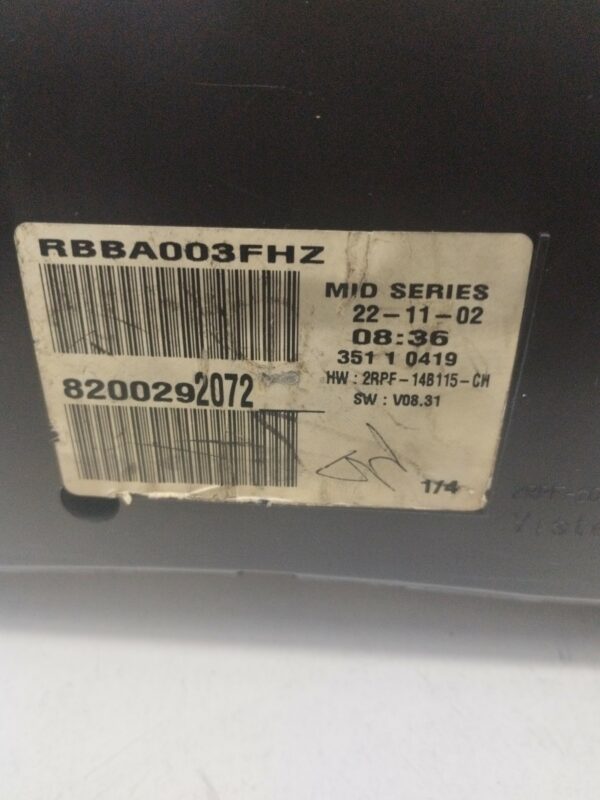 RBBA003FHZ
MID SERIES
22-11-02
08:36
351 1 0419
HW : 2RPF-14B115-CH
SW : V08.31
8200292072
1/4